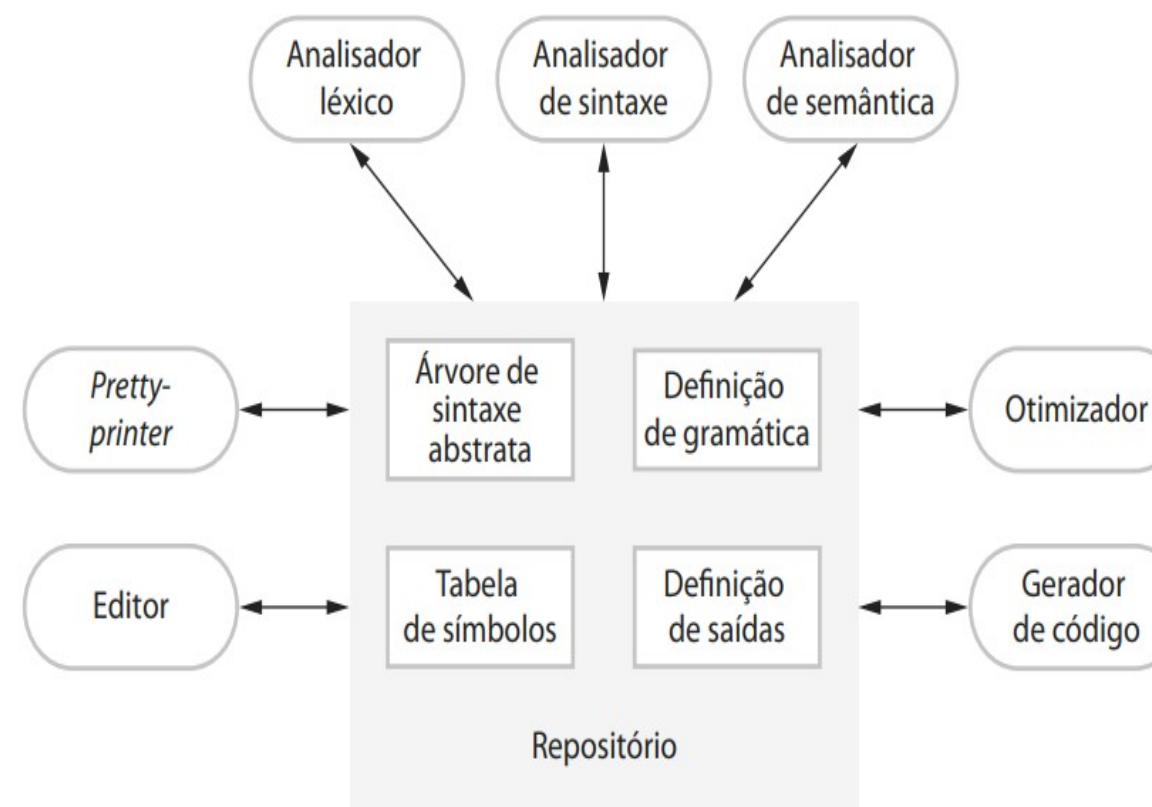 Analisador
léxico
Analisador
de sintaxe
Analisador
de semântica
Pretty-
printer
Árvore de
sintaxe
abstrata
Definição
de gramática
Otimizador
Editor
Tabela
de símbolos
Definição
de saídas
Gerador
de código
Repositório